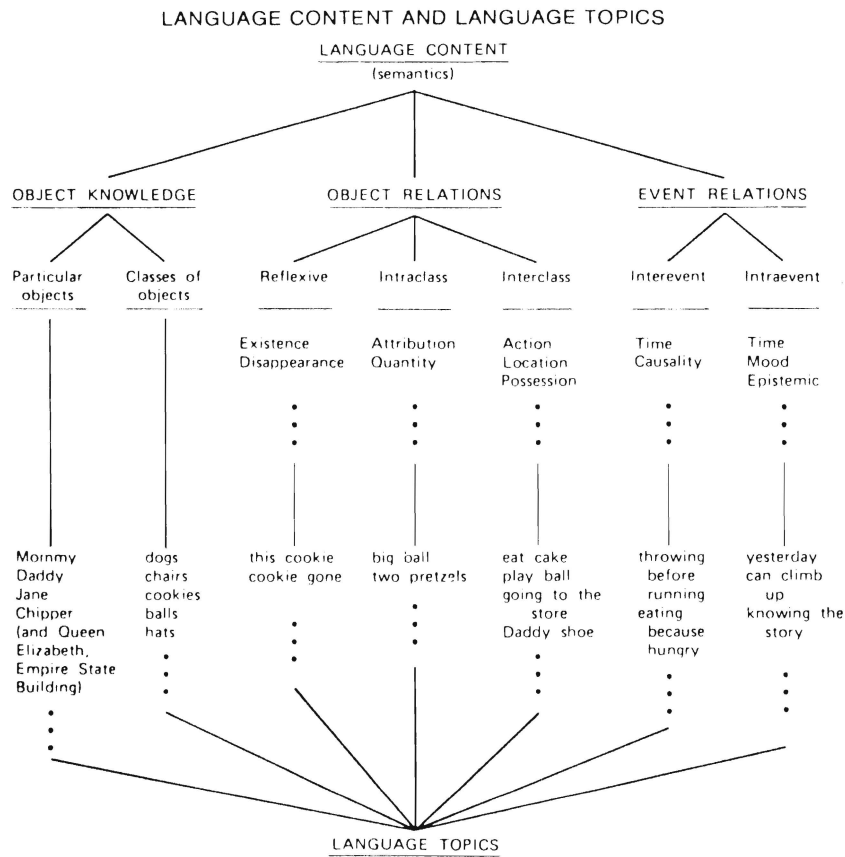 LANGUAGE CONTENT AND LANGUAGE TOPICS
LANGUAGE CONTENT
(semantics)
OBJECT KNOWLEDGE
OBJECT RELATIONS
EVENT RELATIONS
Particular
objects
Classes of
objects
Reflexive
Intraclass
Interclass
Interevent
Intraevent
Existence
Disappearance
Attribution
Quantity
Action
Location
Possession
Time
Causality
Time
Mood
Epistemic
Mommy
Daddy
Jane
Chipper
(and Queen
Elizabeth,
Empire State
Building)
dogs
chairs
cookies
balls
hats
this cookie
cookie gone
big ball
two pretzels
eat cake
play ball
going to the
store
Daddy shoe
throwing
before
running
eating
because
hungry
yesterday
can climb
up
knowing the
story
LANGUAGE TOPICS